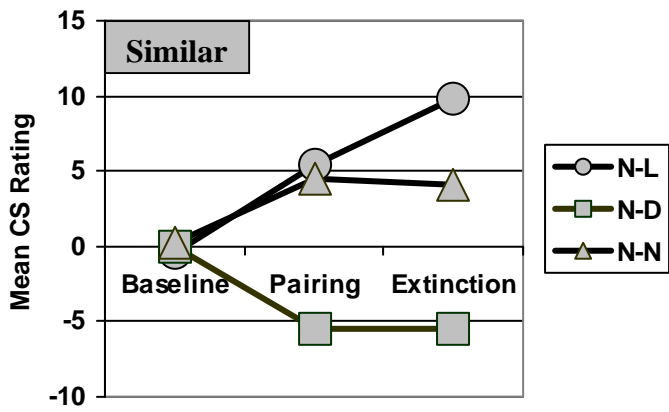 Similar
Mean CS Rating
15
10
5
0
-5
-10
Baseline Pairing Extinction
N-L
N-D
N-N